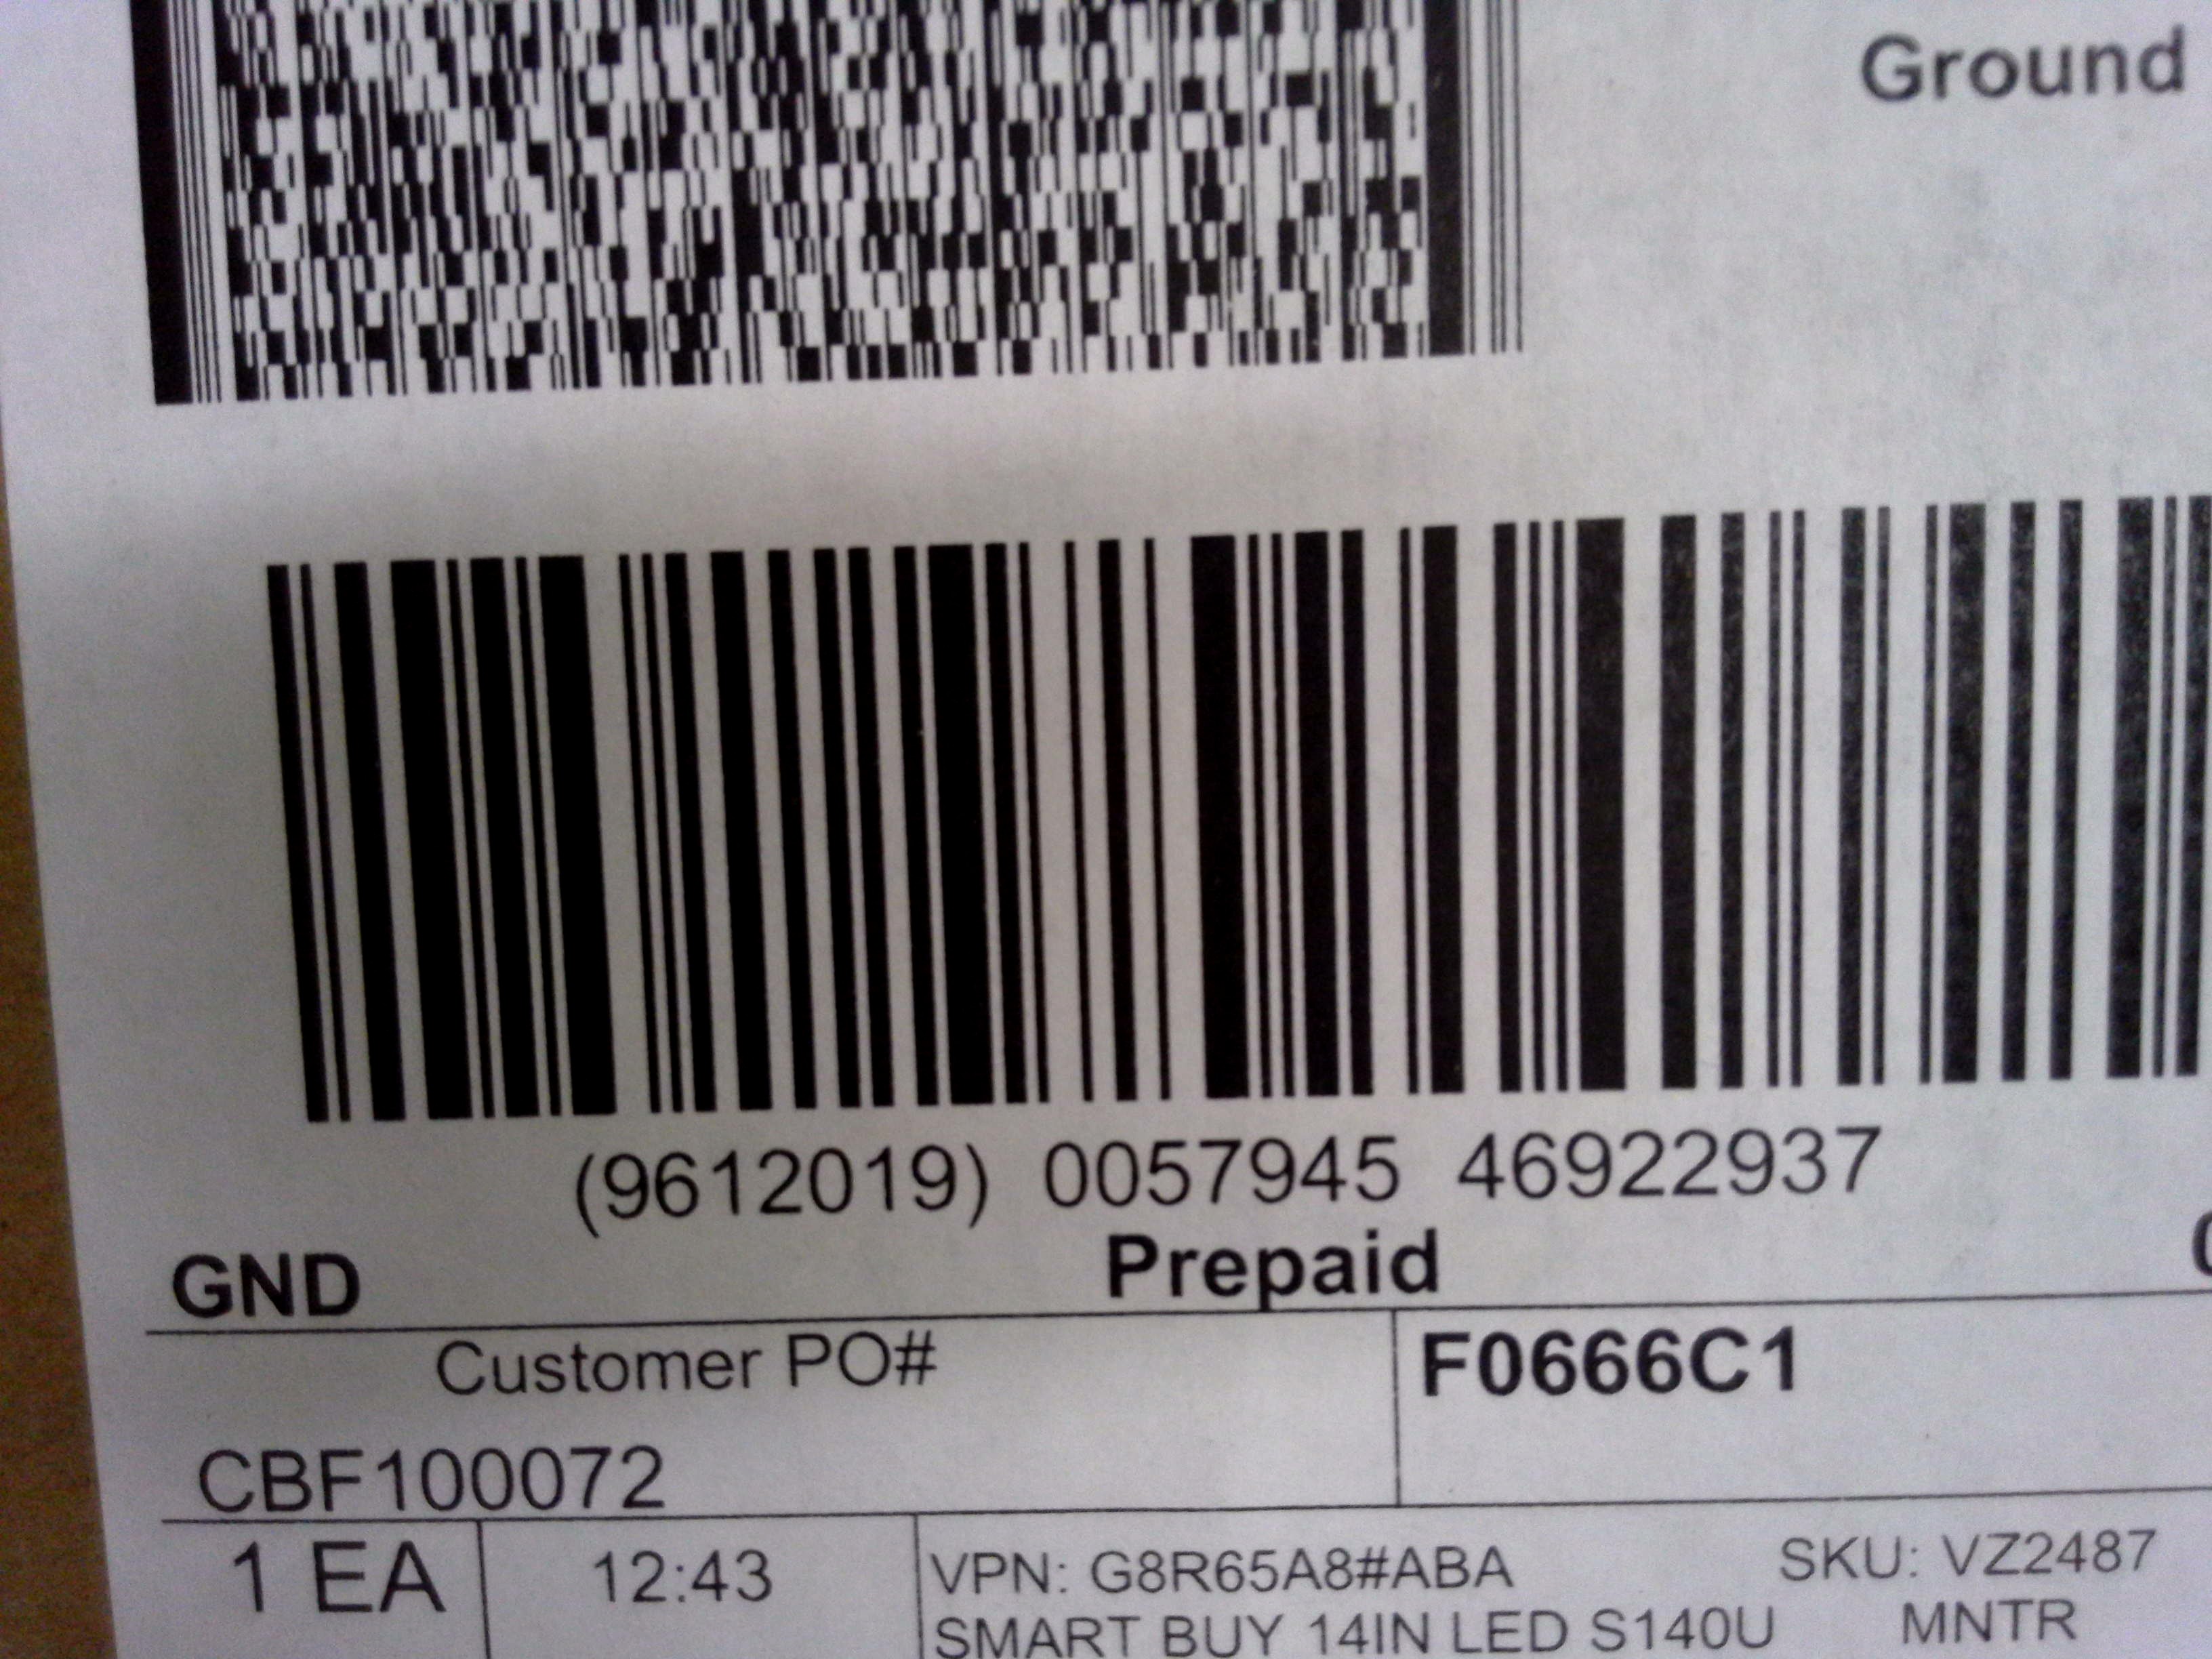 Ground
(9612019) 0057945 46922937
GND Prepaid
Customer PO# F0666C1
CBF100072
1 EA 12:43 VPN: G8R65A8#ABA SKU: VZ2487
SMART BUY 14IN LED S140U MNTR